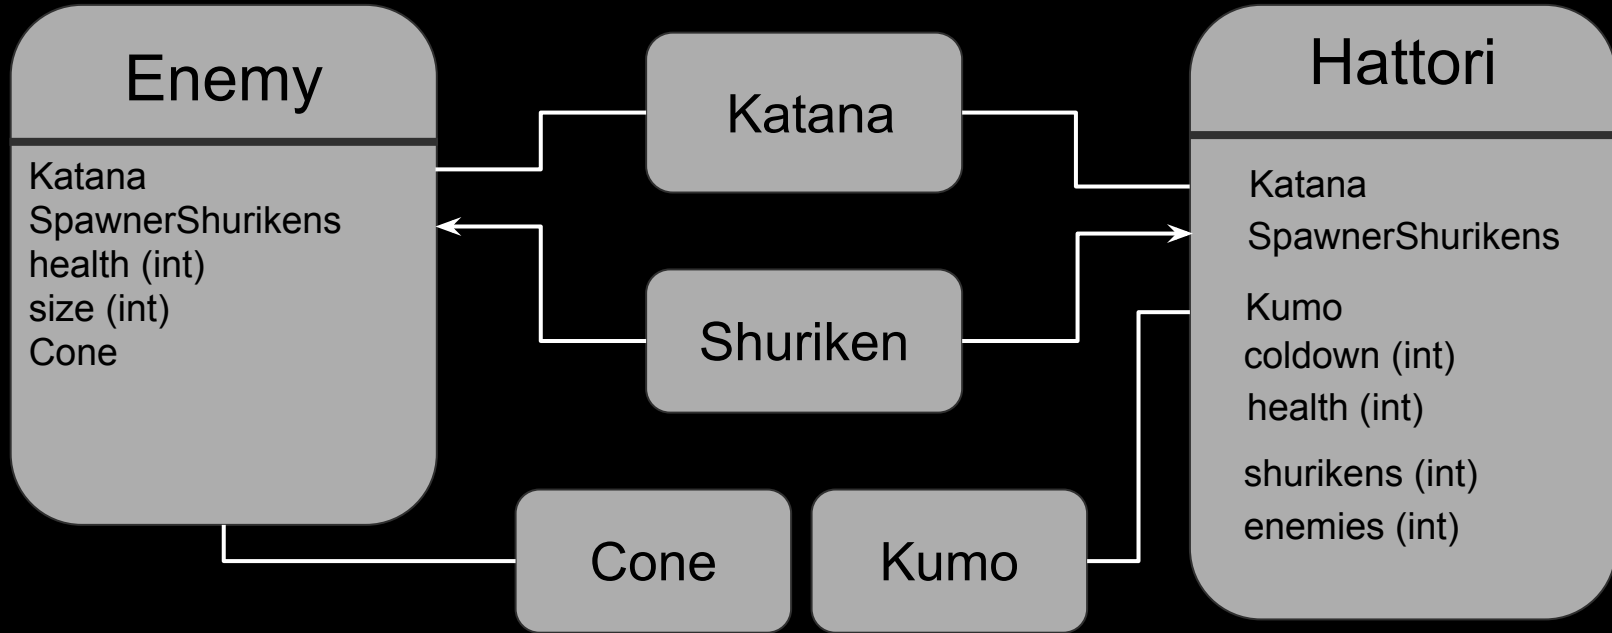 Enemy
Katana
SpawnerShurikens
health (int)
size (int)
Cone
Katana
Shuriken
Cone
Kumo
Hattori
Katana
SpawnerShurikens
Kumo
coldown (int)
health (int)
shurikens (int)
enemies (int)